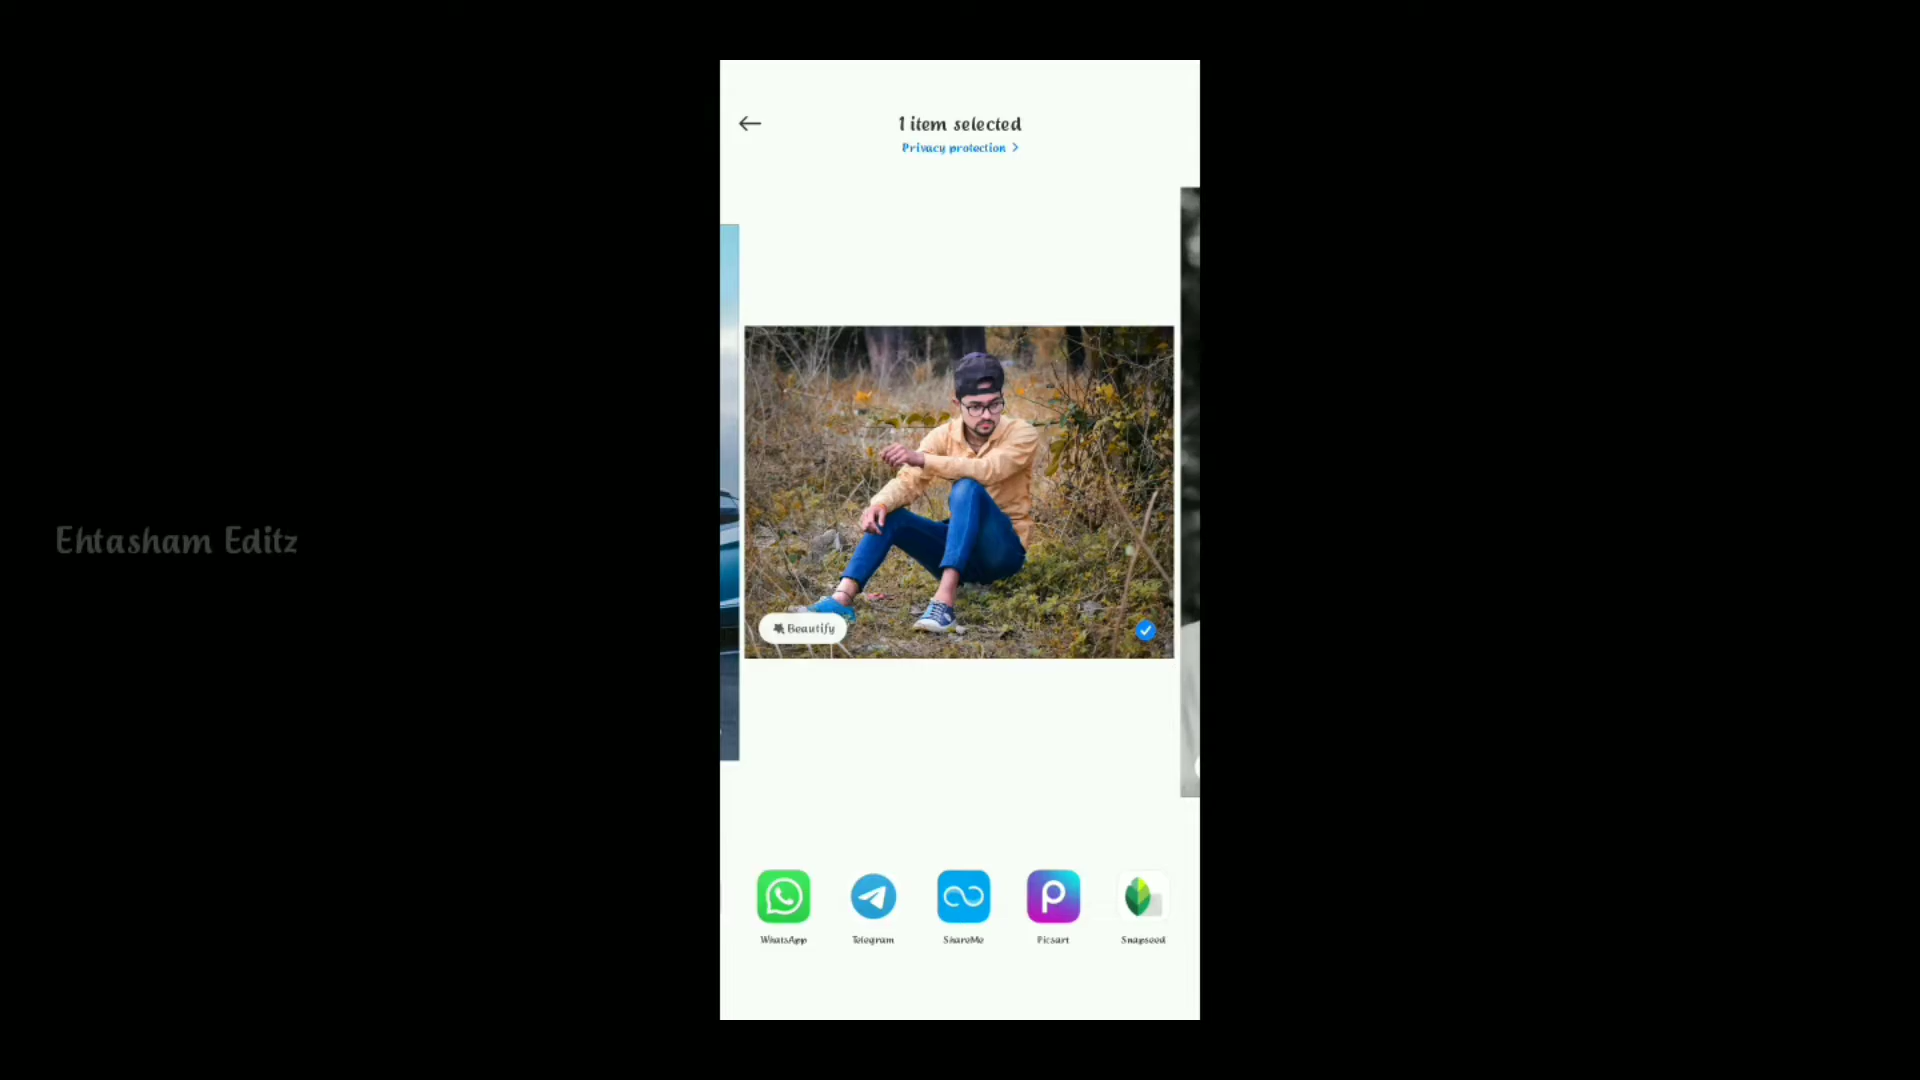 1 item selected
Privacy protection >
Ehtasham Editz
Beautify
WhatsApp
Telegram
ShareMe
Picsart
Snapseed